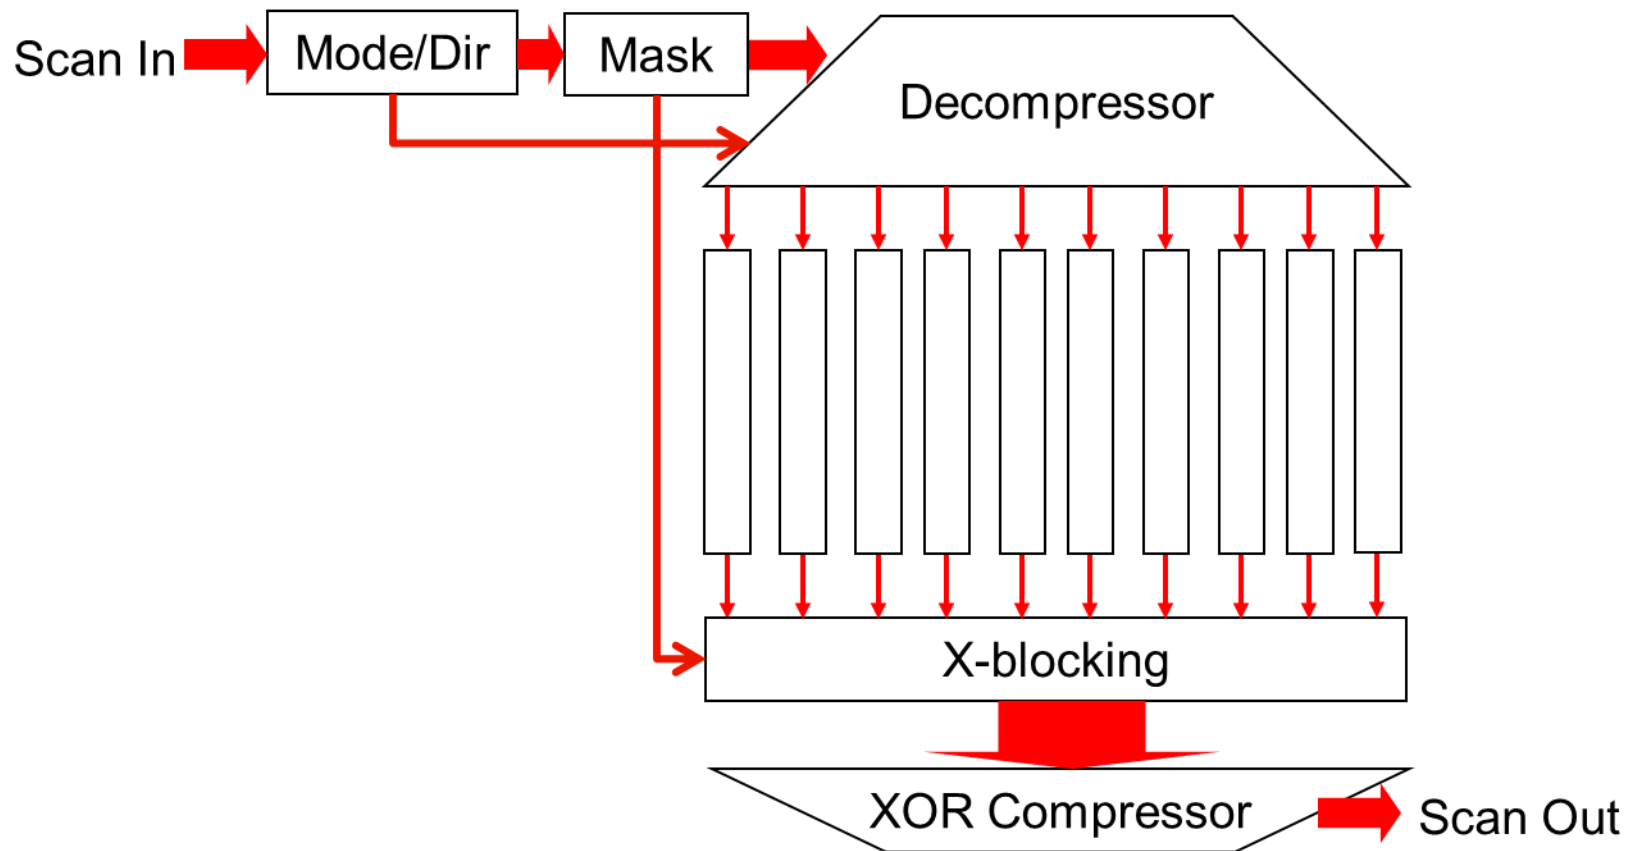 Scan In
Mode/Dir
Mask
Decompressor
X-blocking
XOR Compressor
Scan Out